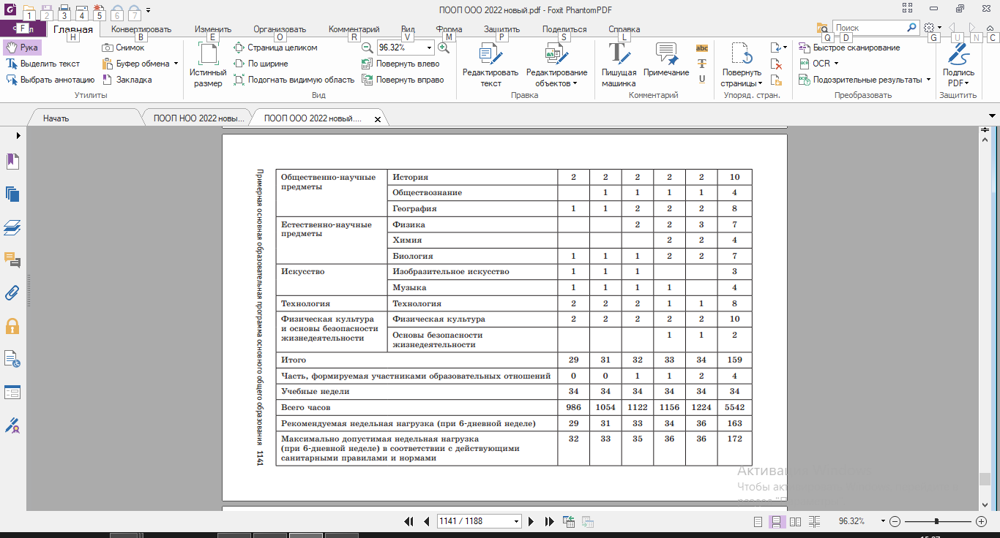 ПООП ООО 2022 новый.pdf - Foxit PhantomPDF
1 2 3 4 5 6 7
F Главная Конвертировать Изменить Организовать Комментарий Вид Форма Защитить Поделиться Справка Поиск
H B E O R V M P S L Q D G U N C
Рука Снимок Страница целиком 96.32% Быстрое сканирование
Выделить текст Буфер обмена По ширине Повернуть влево OCR
Выбрать аннотацию Закладка Подогнать видимую область Повернуть вправо Подозрительные результаты
Истинный размер
Редактировать текст
Редактирование объектов
Пишущая машинка
Примечание
abc
T
U
Повернуть страницы
Подпись PDF
Утилиты Вид Правка Комментарий Упоряд. стран. Преобразовать Защитить
Начать ПООП НОО 2022 новы... ПООП ООО 2022 новый....
Примерная основная образовательная программа основного общего образования 1141
Общественно-научные предметы История 2 2 2 2 2 10
Обществознание 1 1 1 1 4
География 1 1 2 2 2 8
Естественно-научные предметы Физика 2 2 3 7
Химия 2 2 4
Биология 1 1 1 2 2 7
Искусство Изобразительное искусство 1 1 1 3
Музыка 1 1 1 1 4
Технология Технология 2 2 2 1 1 8
Физическая культура и основы безопасности жизнедеятельности Физическая культура 2 2 2 2 2 10
Основы безопасности жизнедеятельности 1 1 2
Итого 29 31 32 33 34 159
Часть, формируемая участниками образовательных отношений 0 0 1 1 2 4
Учебные недели 34 34 34 34 34 34
Всего часов 986 1054 1122 1156 1224 5542
Рекомендуемая недельная нагрузка (при 6-дневной неделе) 29 31 33 34 36 163
Максимально допустимая недельная нагрузка
(при 6-дневной неделе) в соответствии с действующими
санитарными правилами и нормами 32 33 35 36 36 172
Активация Windows
1141 / 1188 96.32%